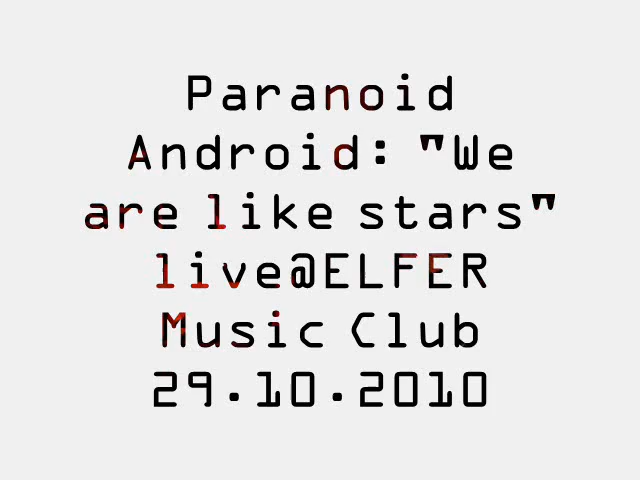 Paranoid
Android: "We
are like stars"
live@ELFER
Music Club
29.10.2010